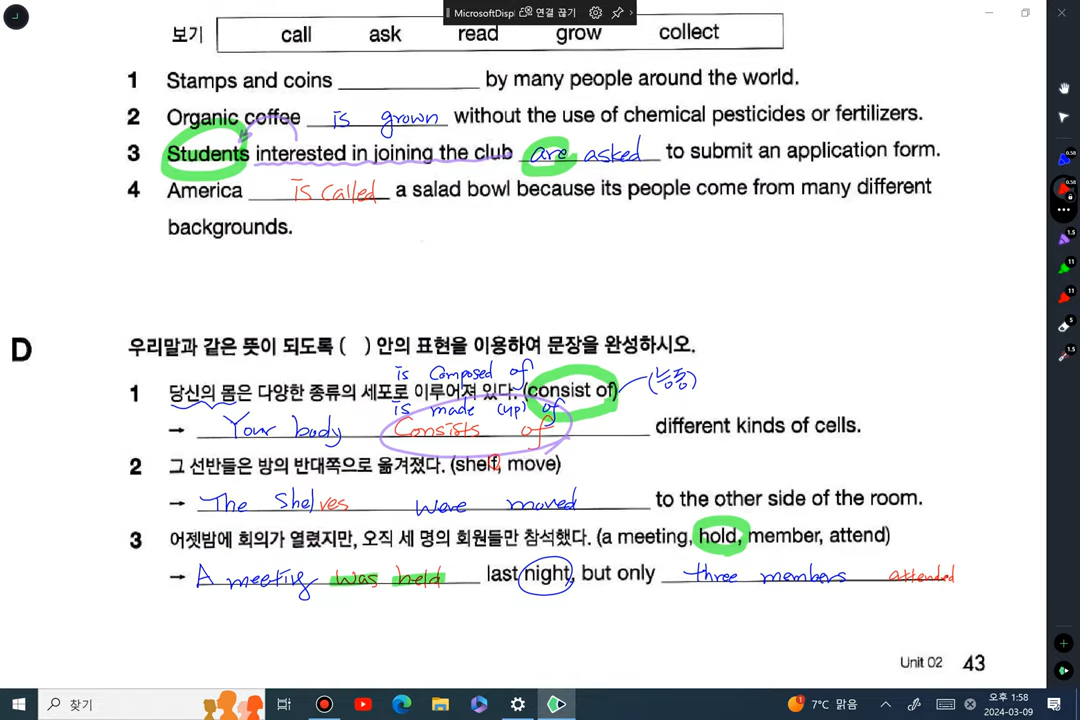 MicrosoftDispl 연결 끊기
보기 call ask read grow collect
1 Stamps and coins by many people around the world.
2 Organic coffee is grown without the use of chemical pesticides or fertilizers.
3 Students interested in joining the club are asked to submit an application form.
4 America is called a salad bowl because its people come from many different
backgrounds.
D 우리말과 같은 뜻이 되도록 ( ) 안의 표현을 이용하여 문장을 완성하시오.
is composed of
1 당신의 몸은 다양한 종류의 세포로 이루어져 있다. (consist of) (능동)
is made (up) of
→ Your body consists of different kinds of cells.
2 그 선반들은 방의 반대쪽으로 옮겨졌다. (shelf, move)
→ The shelves were moved to the other side of the room.
3 어젯밤에 회의가 열렸지만, 오직 세 명의 회원들만 참석했다. (a meeting, hold, member, attend)
→ A meeting was held last night, but only three members attended
Unit 02 43
찾기 7°C 맑음 오후 1:58
2024-03-09